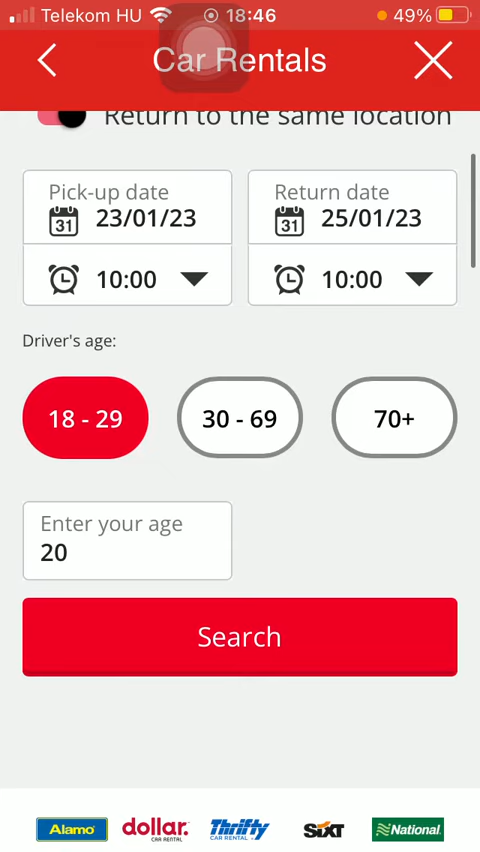 Telekom HU 18:46 49%
Car Rentals
Return to the same location
Pick-up date
31 23/01/23
10:00
Return date
31 25/01/23
10:00
Driver's age:
18 - 29 30 - 69 70+
Enter your age
20
Search
Alamo dollar. CAR RENTAL Thrifty CAR RENTAL SIXT National.